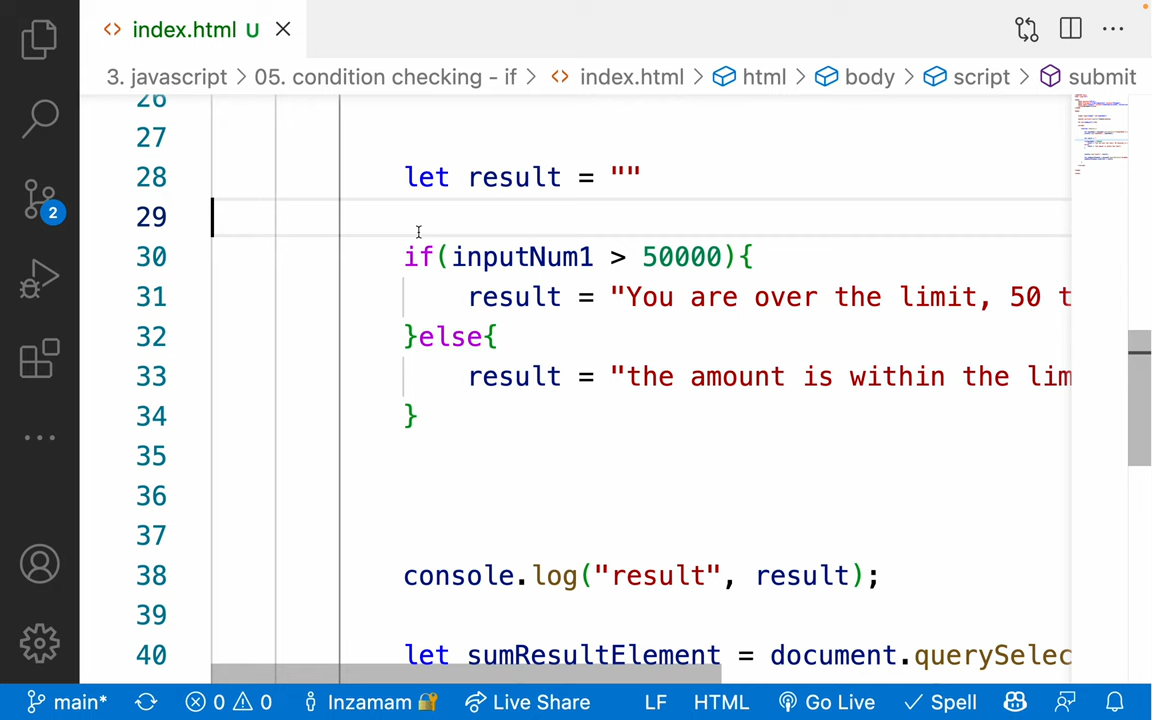 index.html U
3. javascript > 05. condition checking - if > index.html > html > body > script > submit
26
27
28 let result = ""
29
30 if(inputNum1 > 50000){
31 result = "You are over the limit, 50 t
32 }else{
33 result = "the amount is within the lim
34 }
35
36
37
38 console.log("result", result);
39
40 let sumResultElement = document.querySelec
2
main* 0 0 Inzamam Live Share LF HTML Go Live Spell